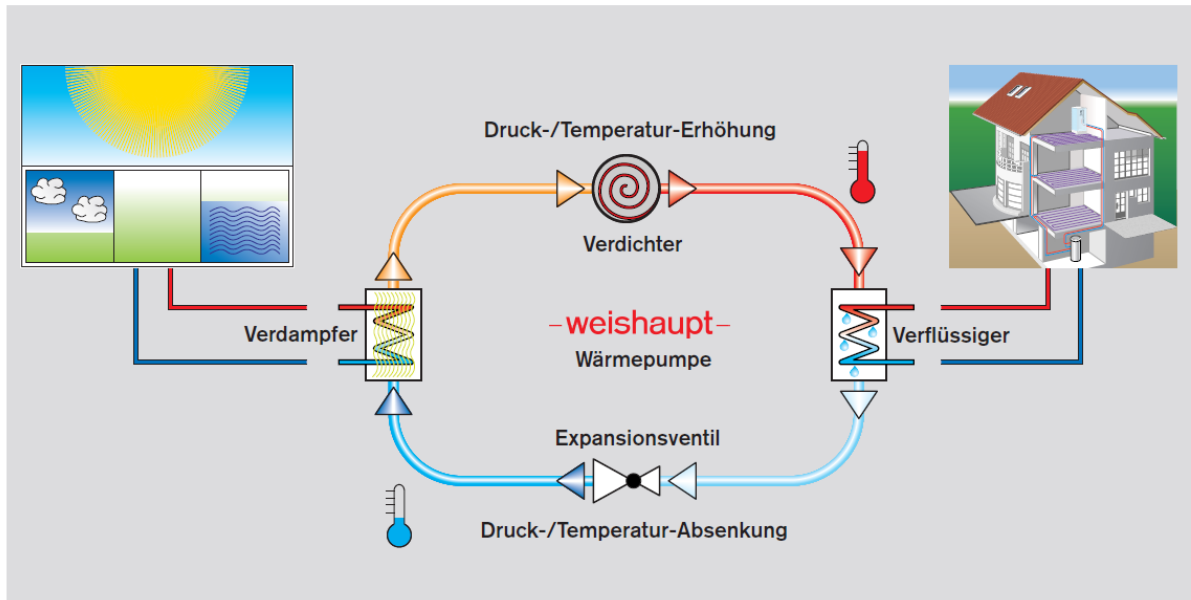 Druck-/Temperatur-Erhöhung
Verdichter
Verdampfer
–weishaupt–
Wärmepumpe
Verflüssiger
Expansionsventil
Druck-/Temperatur-Absenkung